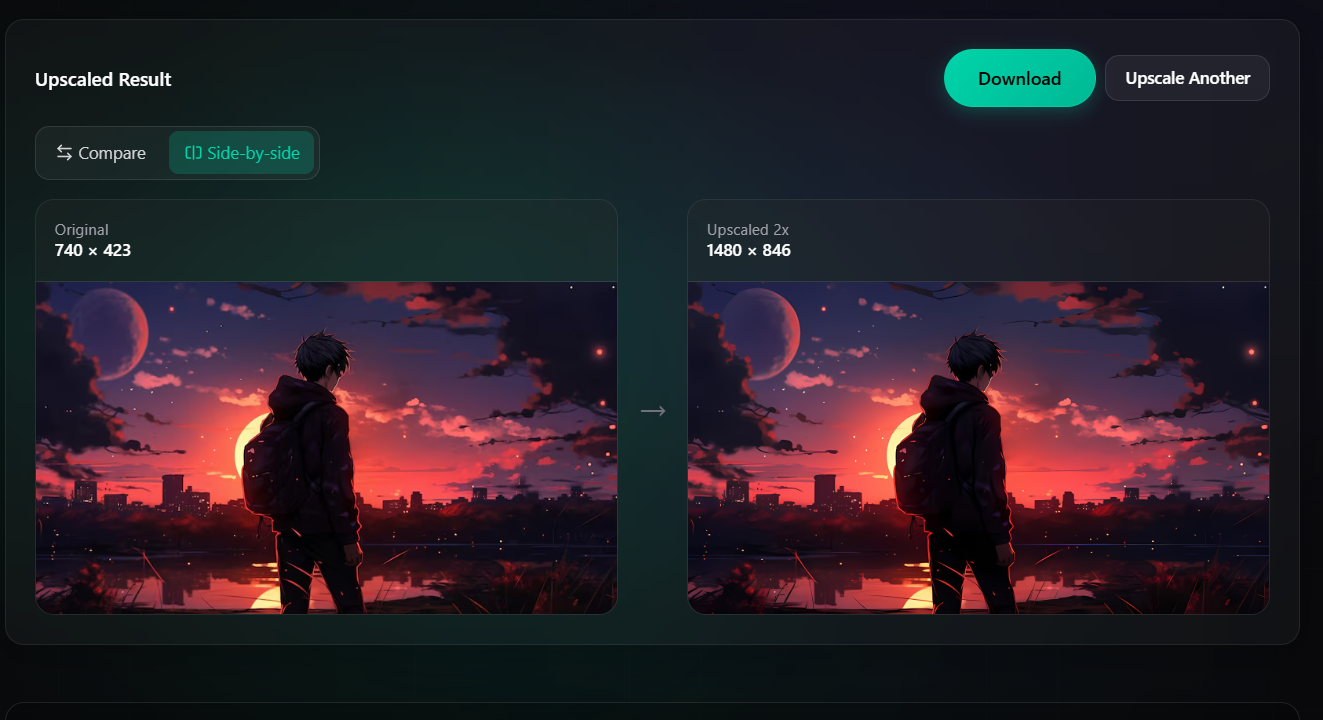 Upscaled Result
Download
Upscale Another
Compare
Side-by-side
Original
740 × 423
Upscaled 2x
1480 × 846